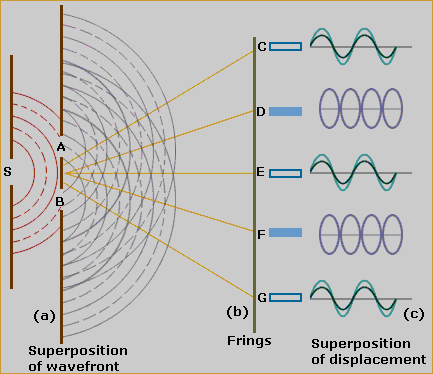 C
D
A
S
E
B
F
G
(a)
(b)
(c)
Frings
Superposition
of wavefront
Superposition
of displacement